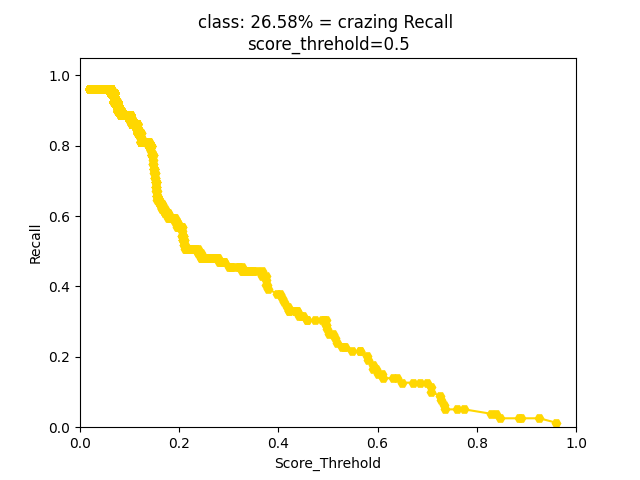 class: 26.58% = crazing Recall
score_threhold=0.5
1.0
0.8
0.6
0.4
0.2
0.0
Recall
0.0 0.2 0.4 0.6 0.8 1.0
Score_Threhold